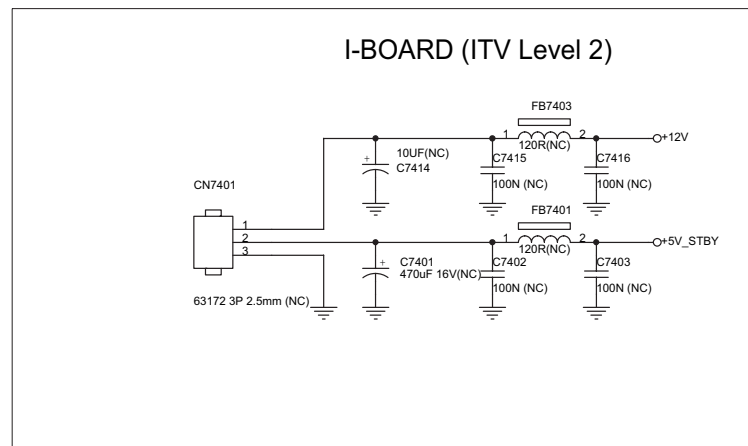 I-BOARD (ITV Level 2)
FB7403
1
2
120R(NC)
+12V
10UF(NC)
C7414
+
C7415
100N (NC)
C7416
100N (NC)
CN7401
1
2
3
63172 3P 2.5mm (NC)
FB7401
1
2
120R(NC)
+5V_STBY
+
C7401
470uF 16V(NC)
C7402
100N (NC)
C7403
100N (NC)